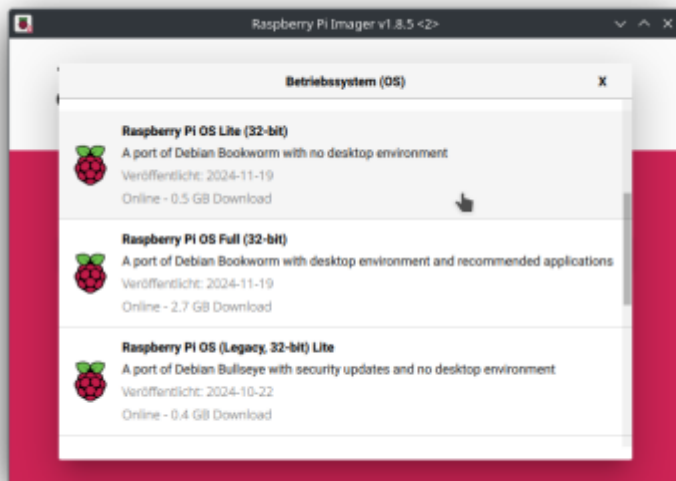 Raspberry Pi Imager v1.8.5 <2>
Betriebssystem (OS)
X
Raspberry Pi OS Lite (32-bit)
A port of Debian Bookworm with no desktop environment
Veröffentlicht: 2024-11-19
Online - 0.5 GB Download
Raspberry Pi OS Full (32-bit)
A port of Debian Bookworm with desktop environment and recommended applications
Veröffentlicht: 2024-11-19
Online - 2.7 GB Download
Raspberry Pi OS (Legacy, 32-bit) Lite
A port of Debian Bullseye with security updates and no desktop environment
Veröffentlicht: 2024-10-22
Online - 0.4 GB Download